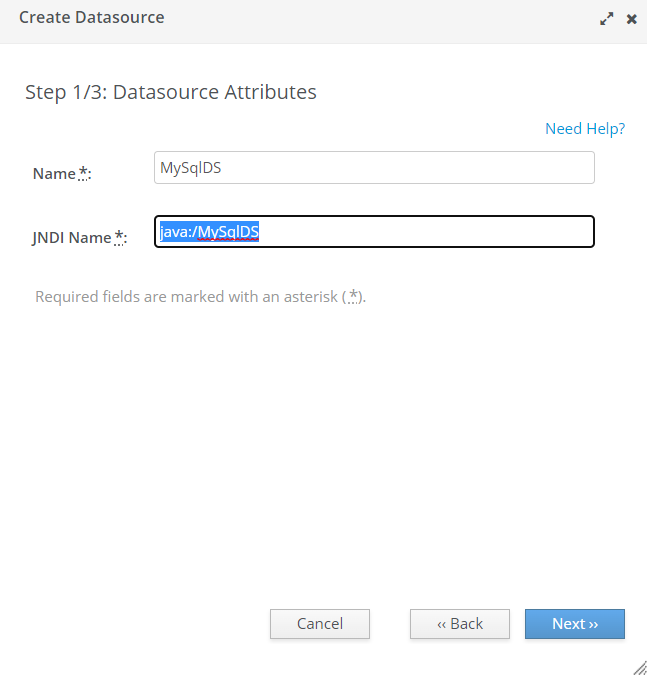 Create Datasource
Step 1/3: Datasource Attributes
Need Help?
Name *: MySqlDS
JNDI Name *: java:/MySqlDS
Required fields are marked with an asterisk (*).
Cancel ‹‹ Back Next ››